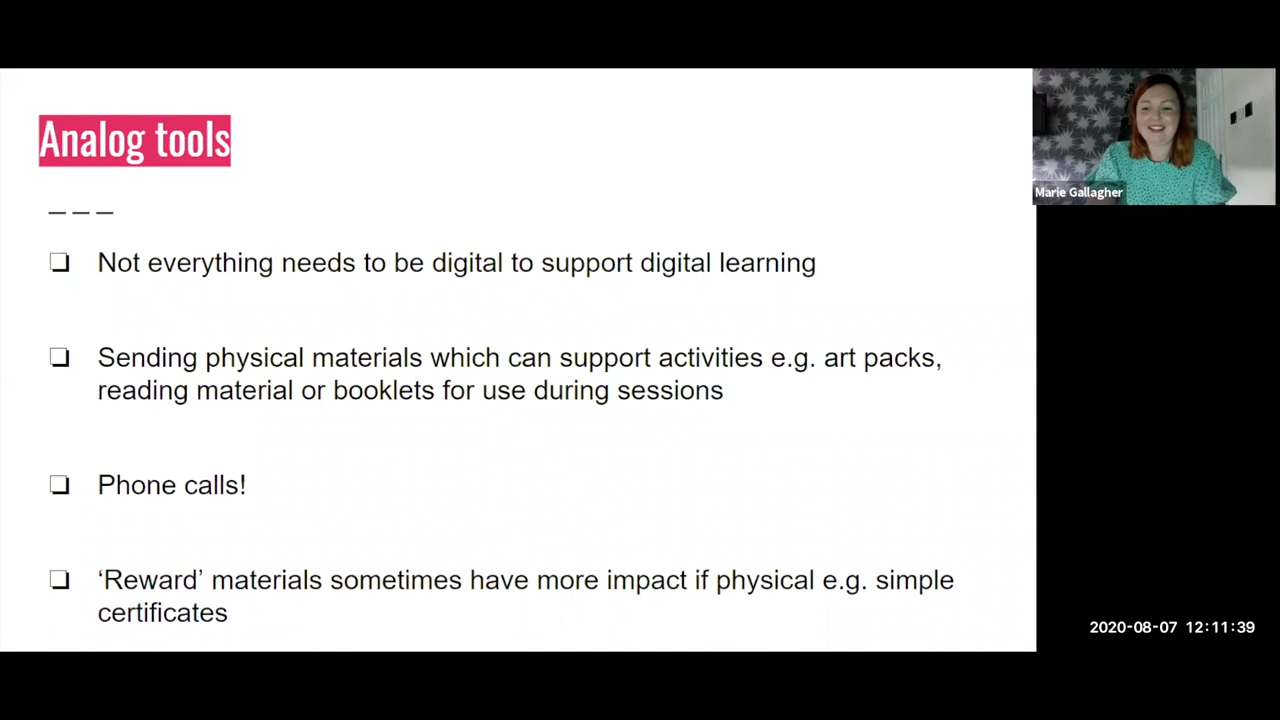 Analog tools
Marie Gallagher
Not everything needs to be digital to support digital learning
Sending physical materials which can support activities e.g. art packs,
reading material or booklets for use during sessions
Phone calls!
‘Reward’ materials sometimes have more impact if physical e.g. simple
certificates
2020-08-07 12:11:39